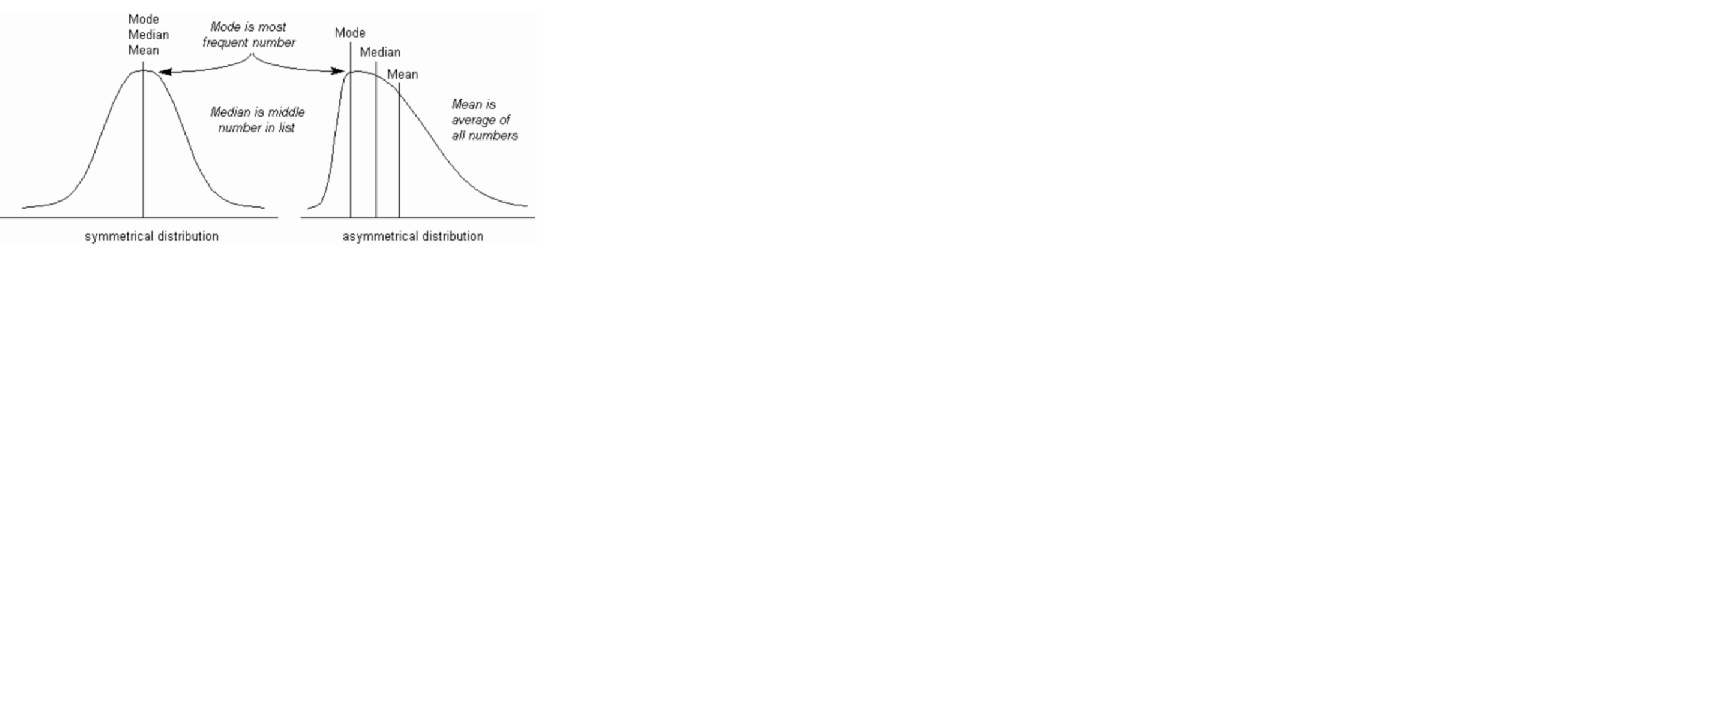 Mode
Median
Mean
Mode is most
frequent number
Mode
Median
Mean
Median is middle
number in list
Mean is
average of
all numbers
symmetrical distribution
asymmetrical distribution